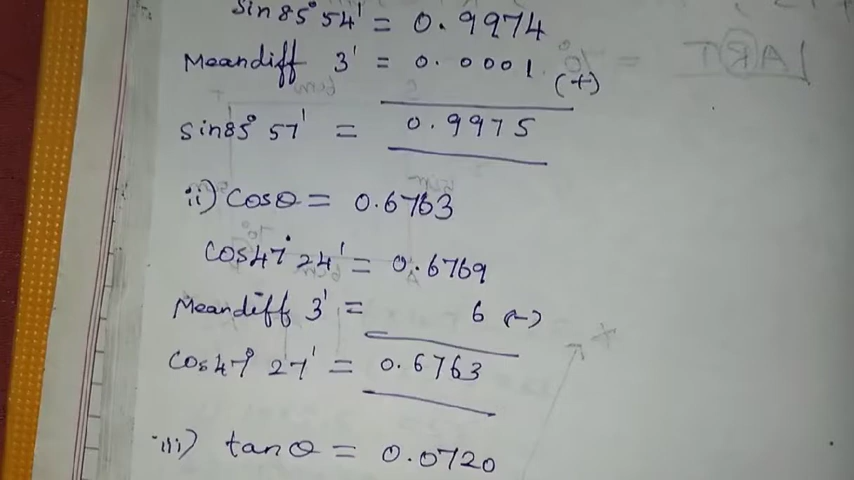 sin85° 54' = 0.9974
Meandiff 3' = 0.0001 (+)
sin85° 57' = 0.9975
ii) Cosθ = 0.6763
Cos47° 24' = 0.6769
Meandiff 3' = 6 (-)
Cos47° 27' = 0.6763
iii) tanθ = 0.0720